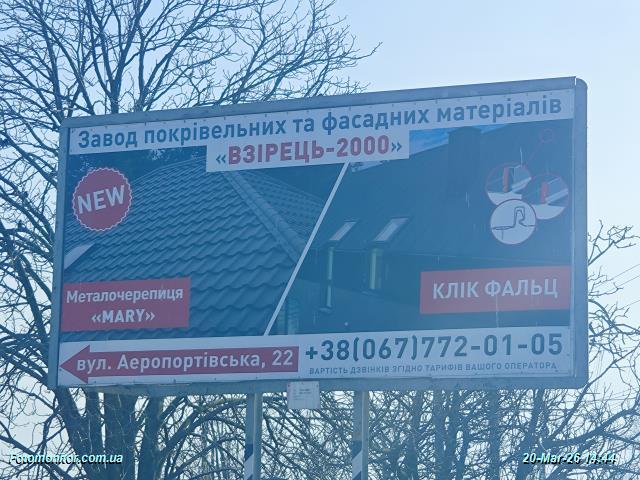 Завод покрівельних та фасадних матеріалів
«ВЗІРЕЦЬ-2000»
NEW
Металочерепиця
«MARY»
КЛІК ФАЛЬЦ
вул. Аеропортівська, 22
+38(067)772-01-05
ВАРТІСТЬ ДЗВІНКІВ ЗГІДНО ТАРИФІВ ВАШОГО ОПЕРАТОРА
Fotomonitor.com.ua
20-Mar-26 14:44